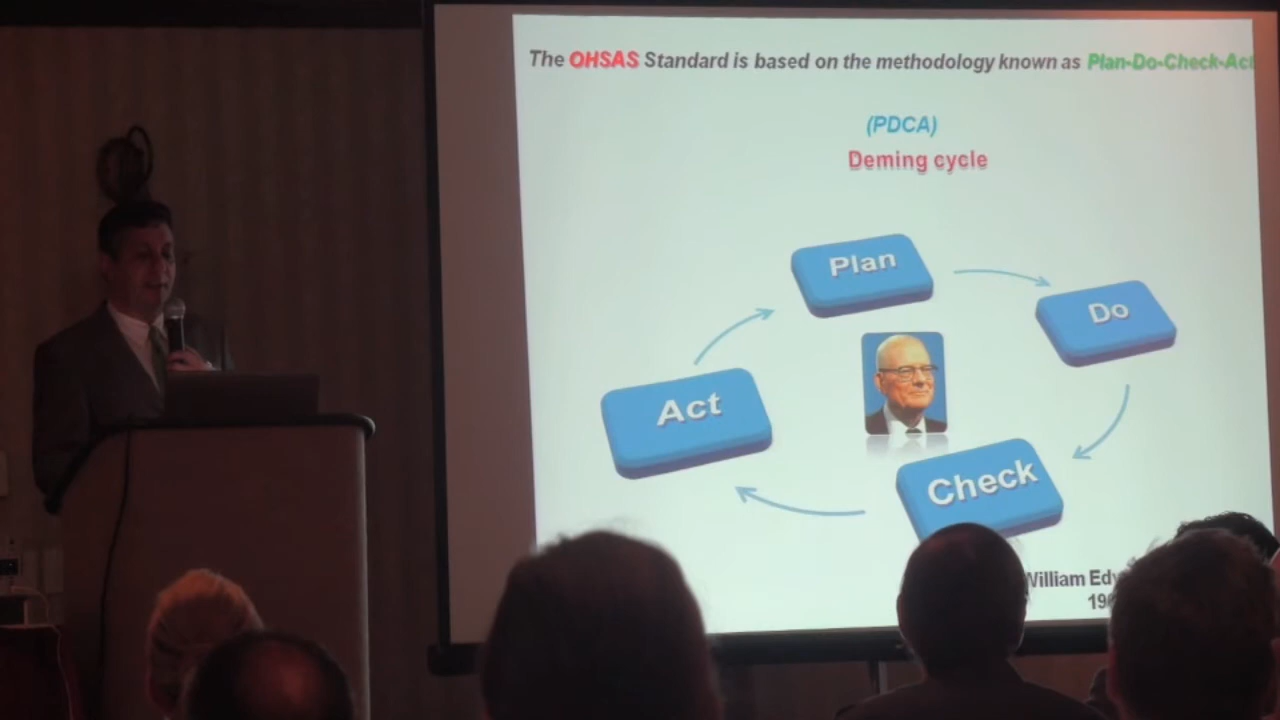 The OHSAS Standard is based on the methodology known as Plan-Do-Check-Act
(PDCA)
Deming cycle
Plan
Do
Act
Check
William